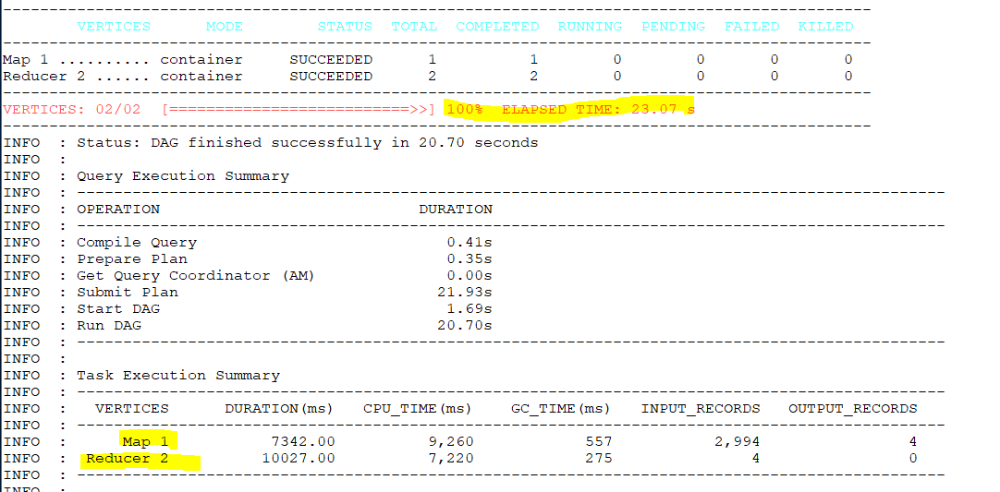 ----------------------------------------------------------------------------------------------
VERTICES MODE STATUS TOTAL COMPLETED RUNNING PENDING FAILED KILLED
----------------------------------------------------------------------------------------------
Map 1 .......... container SUCCEEDED 1 1 0 0 0 0
Reducer 2 ...... container SUCCEEDED 2 2 0 0 0 0
----------------------------------------------------------------------------------------------
VERTICES: 02/02 [==========================>>] 100% ELAPSED TIME: 23.07 s
----------------------------------------------------------------------------------------------
INFO : Status: DAG finished successfully in 20.70 seconds
INFO :
INFO : Query Execution Summary
INFO : ----------------------------------------------------------------------------------------------
INFO : OPERATION DURATION
INFO : ----------------------------------------------------------------------------------------------
INFO : Compile Query 0.41s
INFO : Prepare Plan 0.35s
INFO : Get Query Coordinator (AM) 0.00s
INFO : Submit Plan 21.93s
INFO : Start DAG 1.69s
INFO : Run DAG 20.70s
INFO : ----------------------------------------------------------------------------------------------
INFO :
INFO : Task Execution Summary
INFO : ----------------------------------------------------------------------------------------------
INFO : VERTICES DURATION(ms) CPU_TIME(ms) GC_TIME(ms) INPUT_RECORDS OUTPUT_RECORDS
INFO : ----------------------------------------------------------------------------------------------
INFO : Map 1 7342.00 9,260 557 2,994 4
INFO : Reducer 2 10027.00 7,220 275 4 0
INFO : ----------------------------------------------------------------------------------------------
INFO :